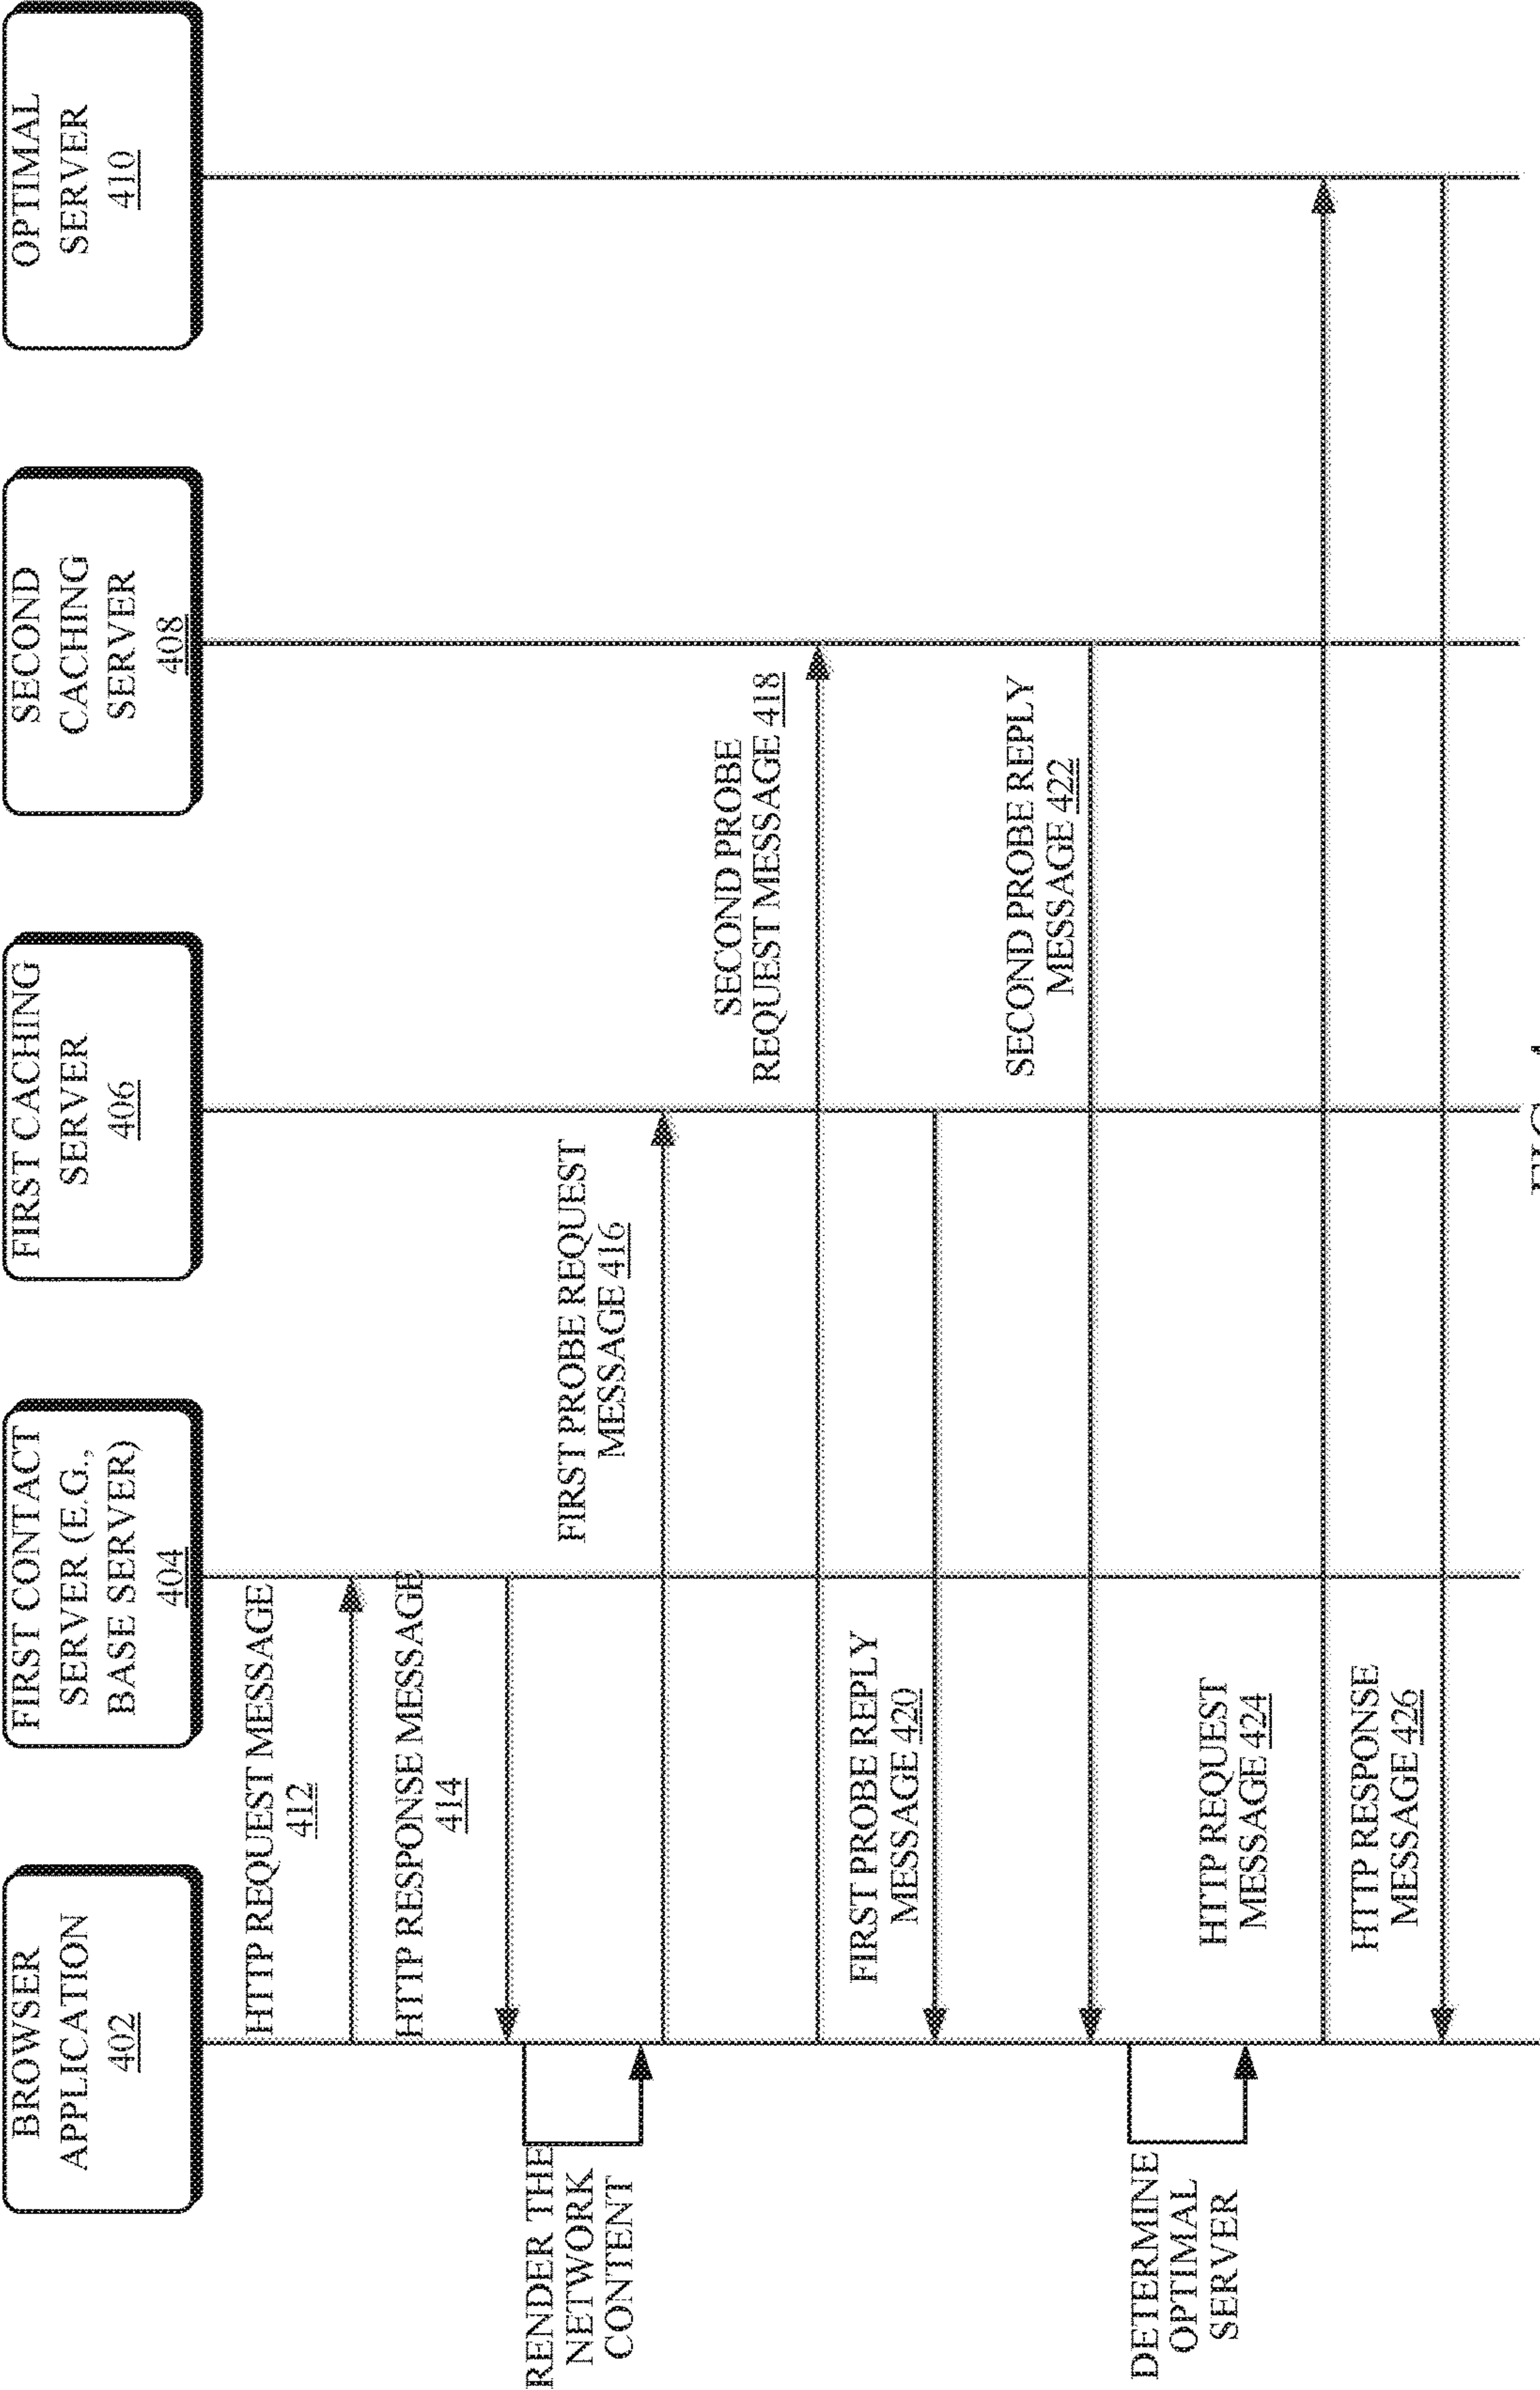 BROWSER
APPLICATION
402
FIRST CONTACT
SERVER (E.G.,
BASE SERVER)
404
FIRST CACHING
SERVER
406
SECOND
CACHING
SERVER
408
OPTIMAL
SERVER
410
HTTP REQUEST MESSAGE
412
HTTP RESPONSE MESSAGE
414
RENDER THE
NETWORK
CONTENT
FIRST PROBE REQUEST
MESSAGE 416
SECOND PROBE
REQUEST MESSAGE 418
FIRST PROBE REPLY
MESSAGE 420
SECOND PROBE REPLY
MESSAGE 422
DETERMINE
OPTIMAL
SERVER
HTTP REQUEST
MESSAGE 424
HTTP RESPONSE
MESSAGE 426